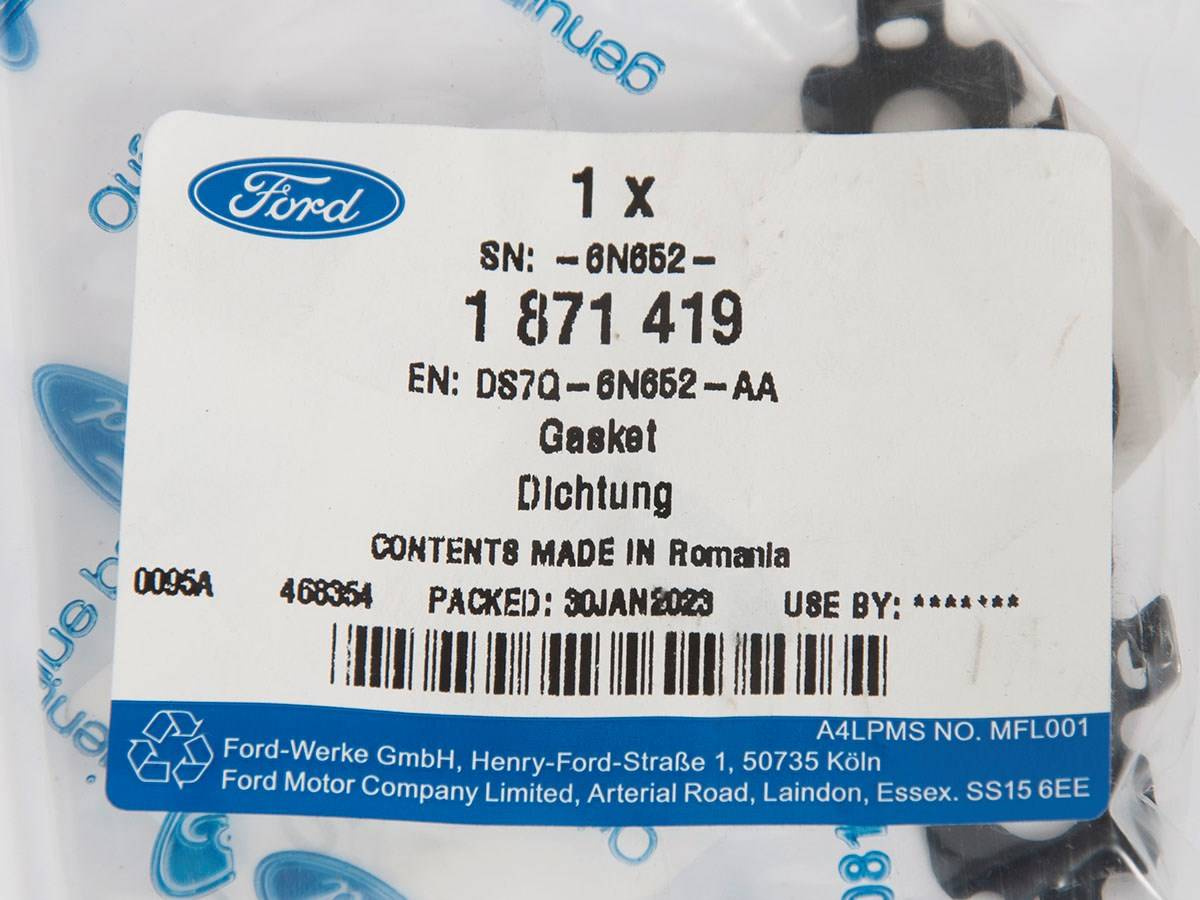 genuin
Ford
1 x
SN: -6N652-
1 871 419
EN: DS7Q-6N652-AA
Gasket
Dichtung
CONTENTS MADE IN Romania
0095A 468354 PACKED: 30JAN2023 USE BY: *******
A4LPMS NO. MFL001
Ford-Werke GmbH, Henry-Ford-Straße 1, 50735 Köln
Ford Motor Company Limited, Arterial Road, Laindon, Essex. SS15 6EE